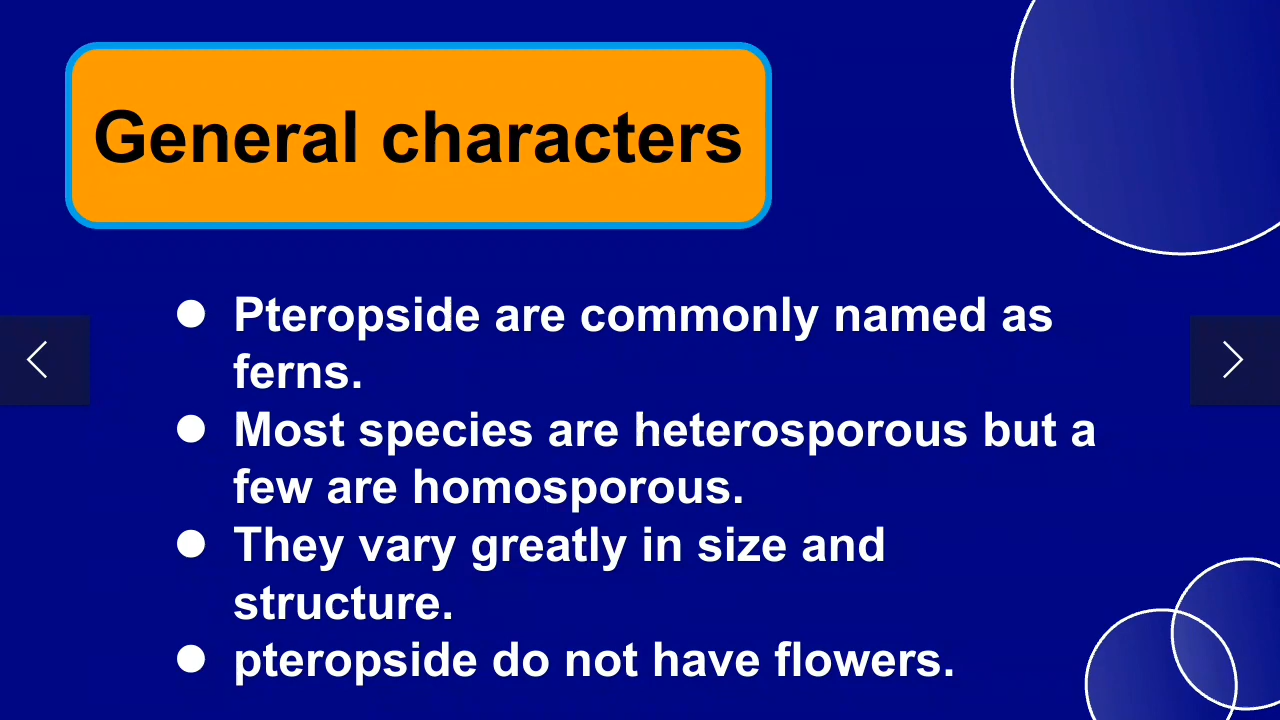 General characters
● Pteropside are commonly named as
ferns.
● Most species are heterosporous but a
few are homosporous.
● They vary greatly in size and
structure.
● pteropside do not have flowers.